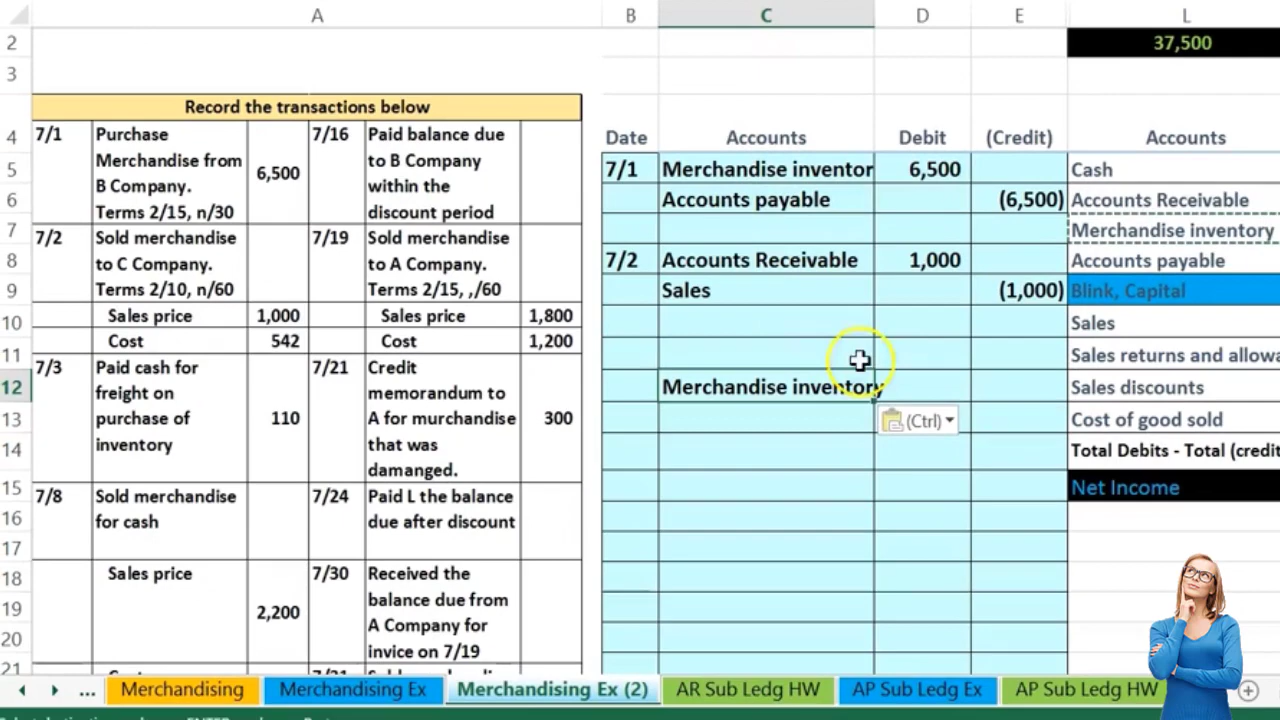 A B C D E L
2 37,500
3
Record the transactions below
4 Date Accounts Debit (Credit) Accounts
7/1 Purchase 7/16 Paid balance due
Merchandise from to B Company
B Company. 6,500 within the
Terms 2/15, n/30 discount period
7/2 Sold merchandise 7/19 Sold merchandise
to C Company. to A Company.
Terms 2/10, n/60 Terms 2/15, ,/60
Sales price 1,000 Sales price 1,800
Cost 542 Cost 1,200
7/3 Paid cash for 7/21 Credit
freight on memorandum to
purchase of 110 A for murchandise 300
inventory that was
damanged.
7/8 Sold merchandise 7/24 Paid L the balance
for cash due after discount
Sales price 7/30 Received the
2,200 balance due from
A Company for
invice on 7/19
5 7/1 Merchandise inventor 6,500 Cash
6 Accounts payable (6,500) Accounts Receivable
7 Merchandise inventory
8 7/2 Accounts Receivable 1,000 Accounts payable
9 Sales (1,000) Blink, Capital
10 Sales
11 Sales returns and allowa
12 Merchandise inventory Sales discounts
13 (Ctrl) Cost of good sold
14 Total Debits - Total (credit
15 Net Income
16
17
18
19
20
21
... Merchandising Merchandising Ex Merchandising Ex (2) AR Sub Ledg HW AP Sub Ledg Ex AP Sub Ledg HW